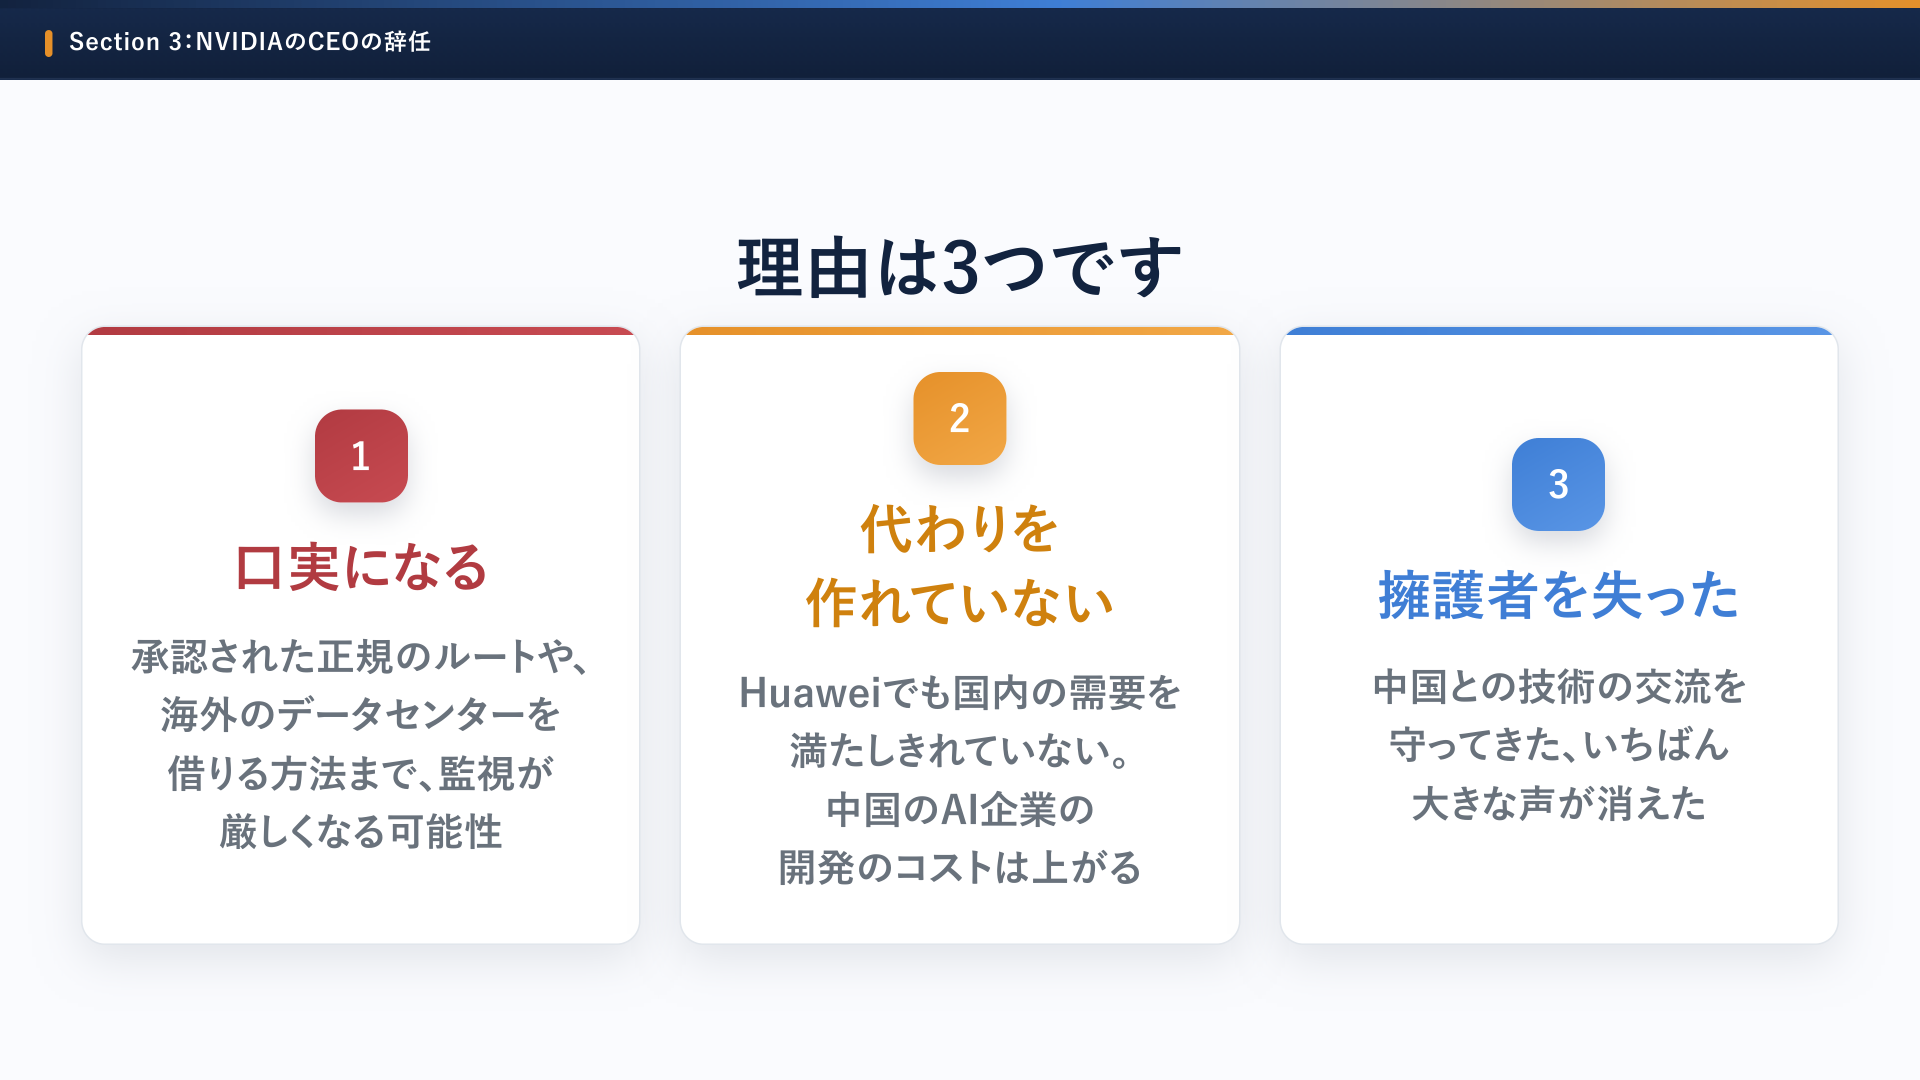 Section 3：NVIDIAのCEOの辞任
理由は3つです
1
口実になる
承認された正規のルートや、
海外のデータセンターを
借りる方法まで、監視が
厳しくなる可能性
2
代わりを
作れていない
Huaweiでも国内の需要を
満たしきれていない。
中国のAI企業の
開発のコストは上がる
3
擁護者を失った
中国との技術の交流を
守ってきた、いちばん
大きな声が消えた